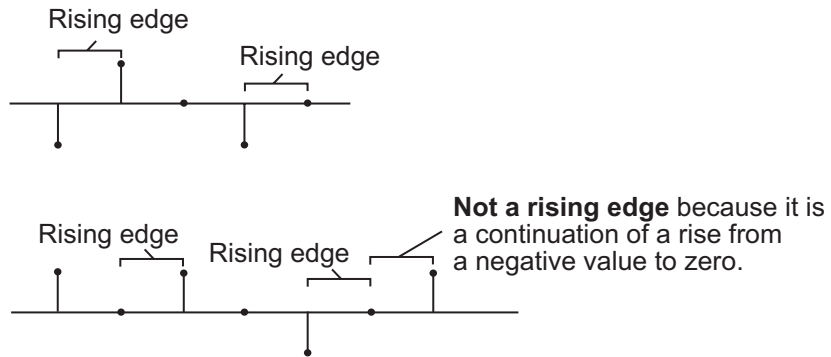 Rising edge
Rising edge
Not a rising edge because it is
a continuation of a rise from
a negative value to zero.
Rising edge
Rising edge